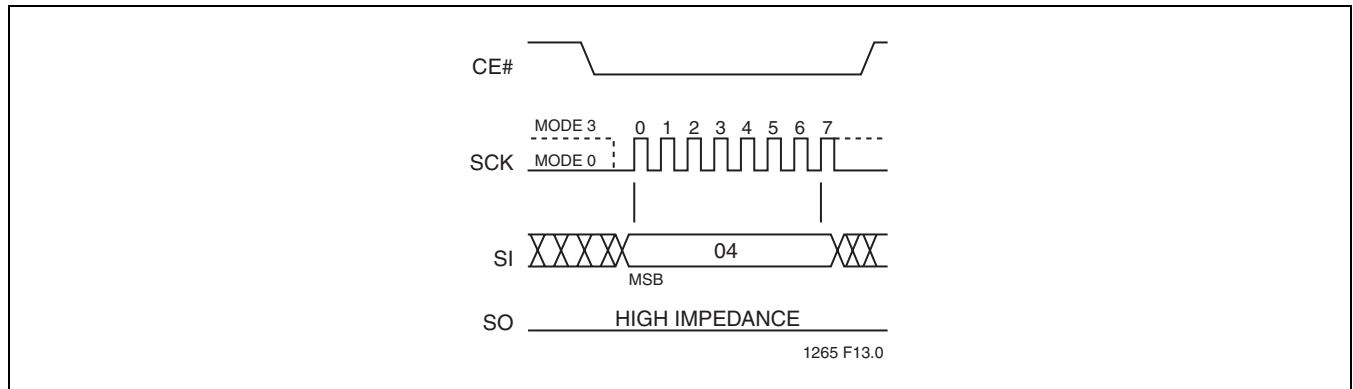 CE#
MODE 3
0 1 2 3 4 5 6 7
SCK
MODE 0
SI
04
MSB
SO
HIGH IMPEDANCE
1265 F13.0